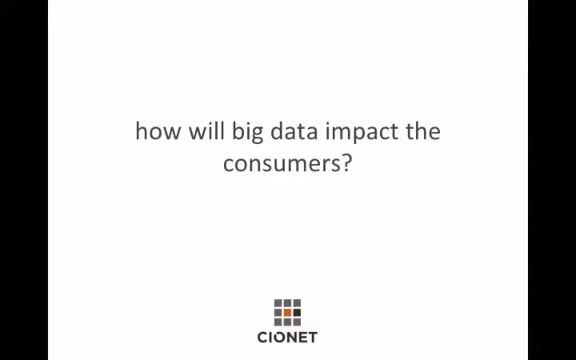 how will big data impact the
consumers?
CIONET